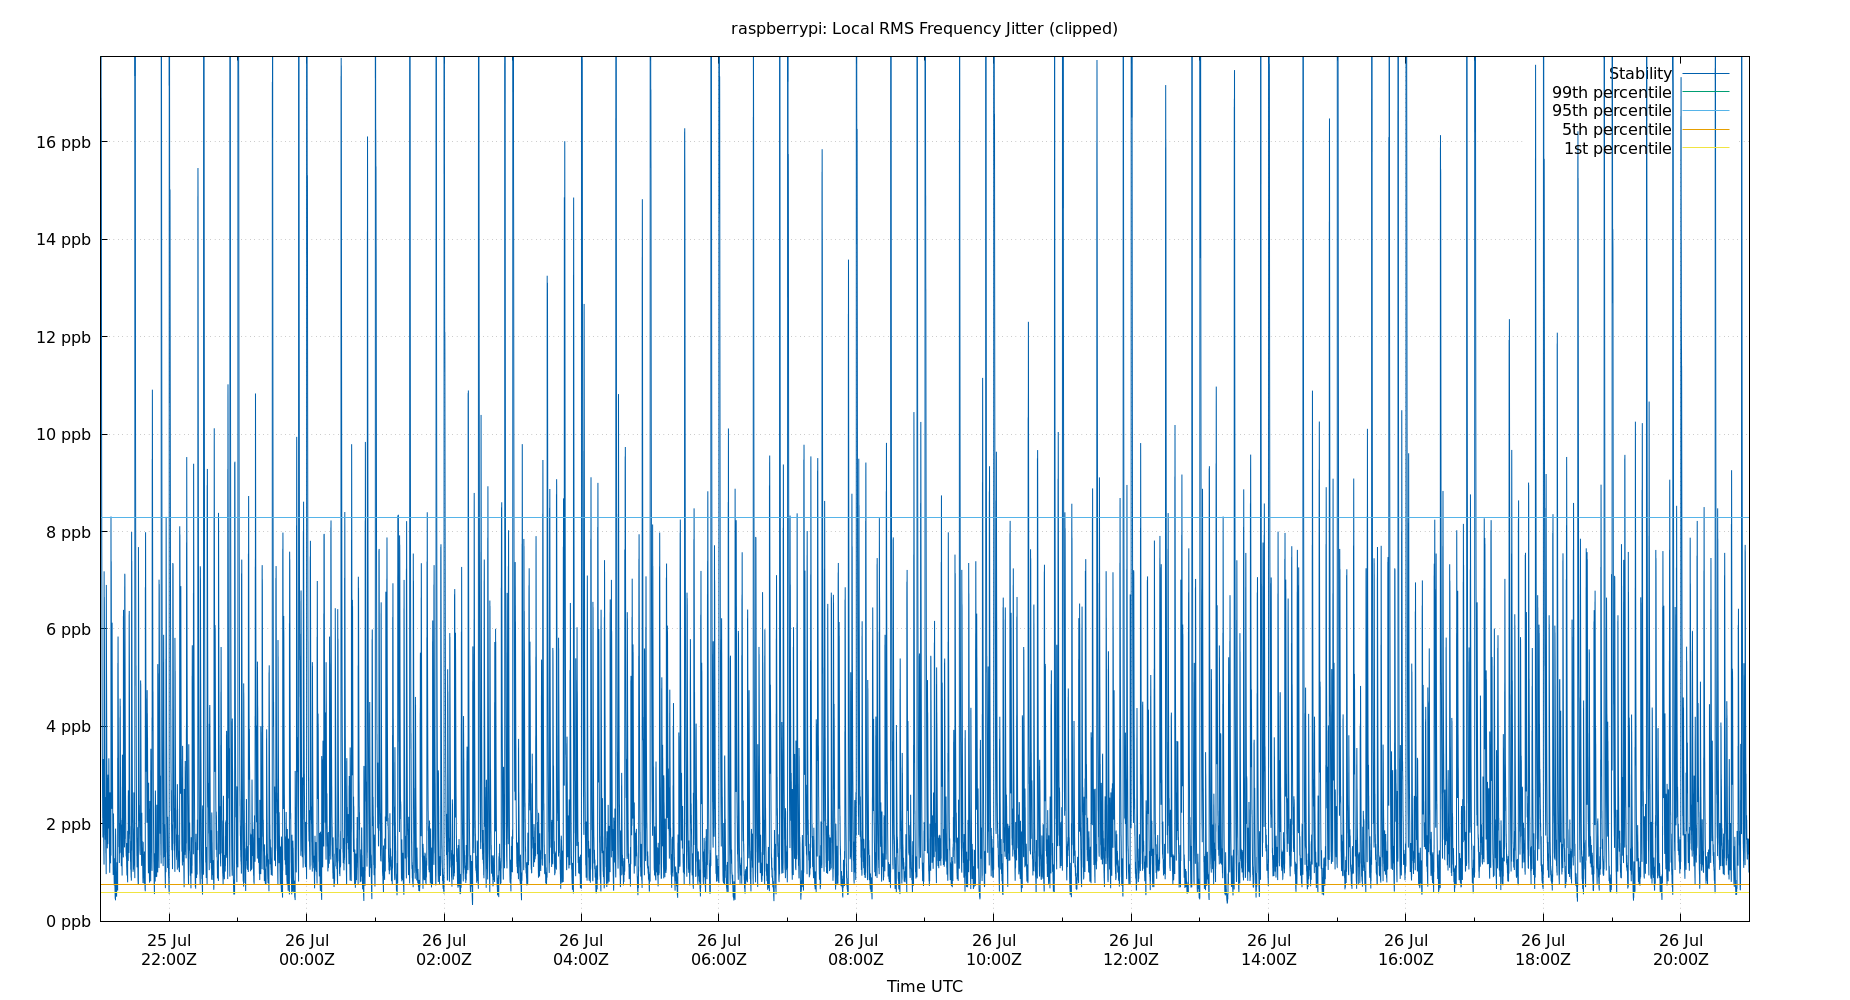 raspberrypi: Local RMS Frequency Jitter (clipped)
Stability
99th percentile
95th percentile
5th percentile
1st percentile
16 ppb
14 ppb
12 ppb
10 ppb
8 ppb
6 ppb
4 ppb
2 ppb
0 ppb
25 Jul 26 Jul 26 Jul 26 Jul 26 Jul 26 Jul 26 Jul 26 Jul 26 Jul 26 Jul 26 Jul 26 Jul
22:00Z 00:00Z 02:00Z 04:00Z 06:00Z 08:00Z 10:00Z 12:00Z 14:00Z 16:00Z 18:00Z 20:00Z
Time UTC